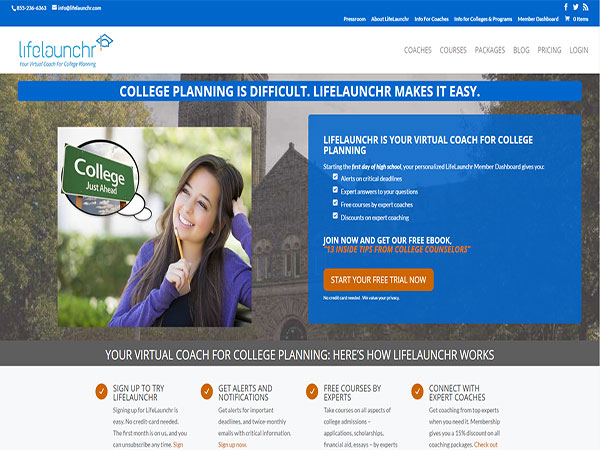 855-236-6363 info@lifelaunchr.com
Pressroom About LifeLaunchr Info For Coaches Info for Colleges & Programs Member Dashboard 0 Items
lifelaunchr
Your Virtual Coach For College Planning
COACHES COURSES PACKAGES BLOG PRICING LOGIN
COLLEGE PLANNING IS DIFFICULT. LIFELAUNCHR MAKES IT EASY.
College
Just Ahead
LIFELAUNCHR IS YOUR VIRTUAL COACH FOR COLLEGE
PLANNING
Starting the first day of high school, your personalized LifeLaunchr Member Dashboard gives you:
Alerts on critical deadlines
Expert answers to your questions
Free courses by expert coaches
Discounts on expert coaching
JOIN NOW AND GET OUR FREE EBOOK,
"13 INSIDE TIPS FROM COLLEGE COUNSELORS"
START YOUR FREE TRIAL NOW
No credit card needed . We value your privacy.
YOUR VIRTUAL COACH FOR COLLEGE PLANNING: HERE'S HOW LIFELAUNCHR WORKS
SIGN UP TO TRY
LIFELAUNCHR
Signing up for LifeLaunchr is
easy. No credit card needed.
The first month is on us, and you
can unsubscribe any time. Sign
GET ALERTS AND
NOTIFICATIONS
Get alerts for important
deadlines, and twice-monthly
emails with critical information.
Sign up now.
FREE COURSES BY
EXPERTS
Take courses on all aspects of
college admissions –
applications, scholarships,
financial aid, essays – by experts
CONNECT WITH
EXPERT COACHES
Get coaching from top experts
when you need it. Membership
gives you a 15% discount on all
coaching packages. Check out